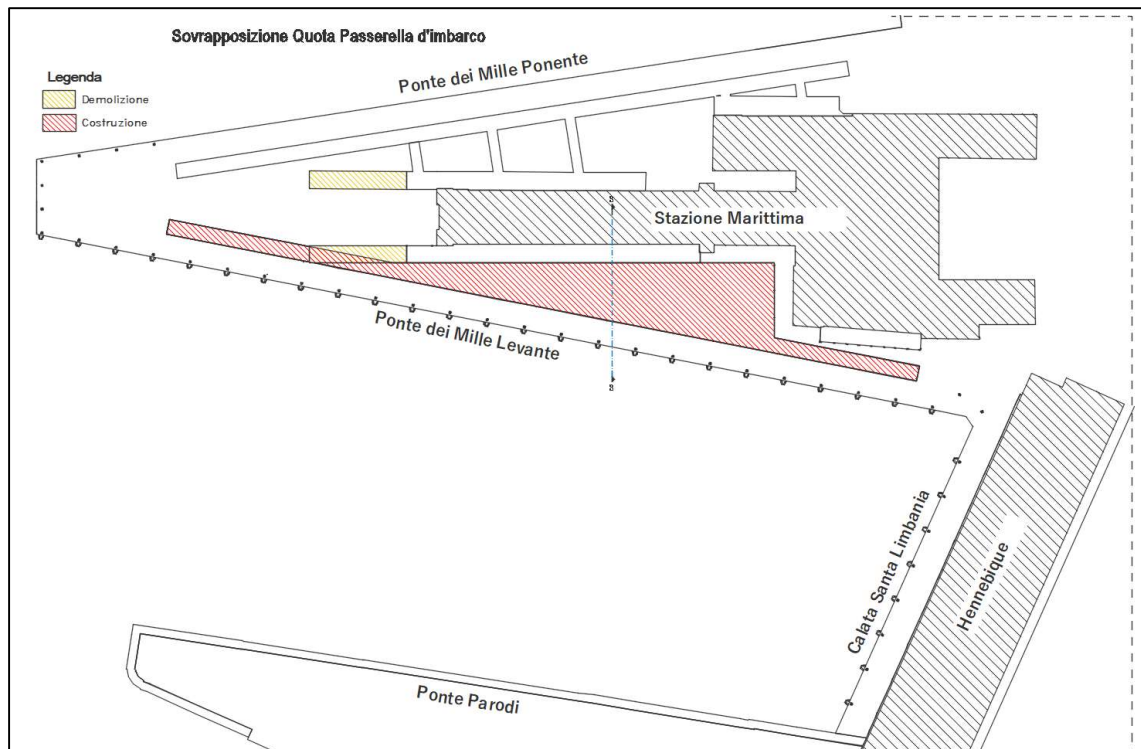 Sovrapposizione Quota Passerella d'imbarco
Legenda
Demolizione
Costruzione
Ponte dei Mille Ponente
Stazione Marittima
Ponte dei Mille Levante
Calata Santa Limbania
Hennebique
Ponte Parodi